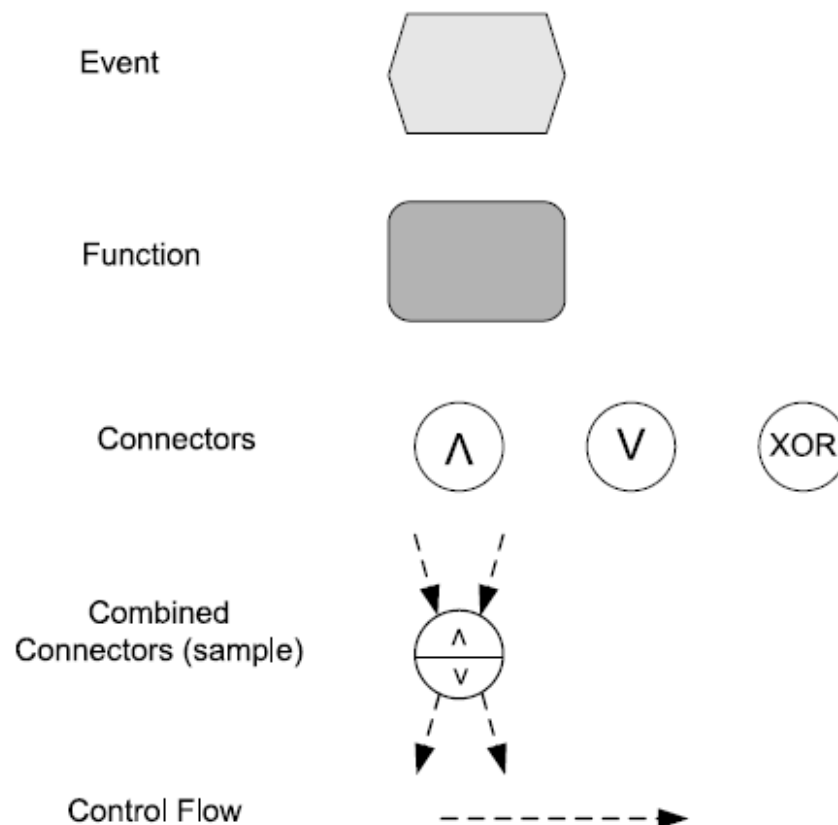 Event
Function
Connectors
Λ V XOR
Combined
Connectors (sample)
Λ
V
Control Flow